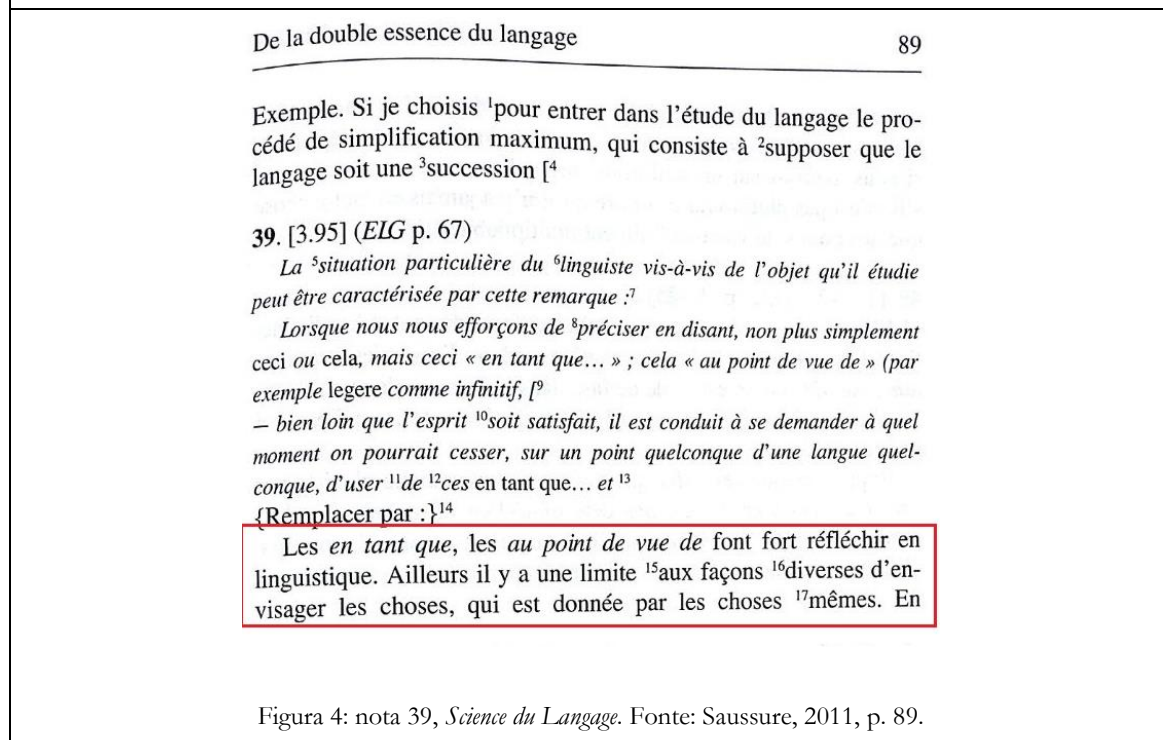 De la double essence du langage 89
Exemple. Si je choisis ¹pour entrer dans l'étude du langage le pro-
cédé de simplification maximum, qui consiste à ²supposer que le
langage soit une ³succession [⁴
39. [3.95] (ELG p. 67)
La ⁵situation particulière du ⁶linguiste vis-à-vis de l'objet qu'il étudie
peut être caractérisée par cette remarque :⁷
Lorsque nous nous efforçons de ⁸préciser en disant, non plus simplement
ceci ou cela, mais ceci « en tant que... » ; cela « au point de vue de » (par
exemple legere comme infinitif, [⁹
– bien loin que l'esprit ¹⁰soit satisfait, il est conduit à se demander à quel
moment on pourrait cesser, sur un point quelconque d'une langue quel-
conque, d'user ¹¹de ¹²ces en tant que... et ¹³
{Remplacer par :}¹⁴
Les en tant que, les au point de vue de font fort réfléchir en
linguistique. Ailleurs il y a une limite ¹⁵aux façons ¹⁶diverses d'en-
visager les choses, qui est donnée par les choses ¹⁷mêmes. En
Figura 4: nota 39, Science du Langage. Fonte: Saussure, 2011, p. 89.